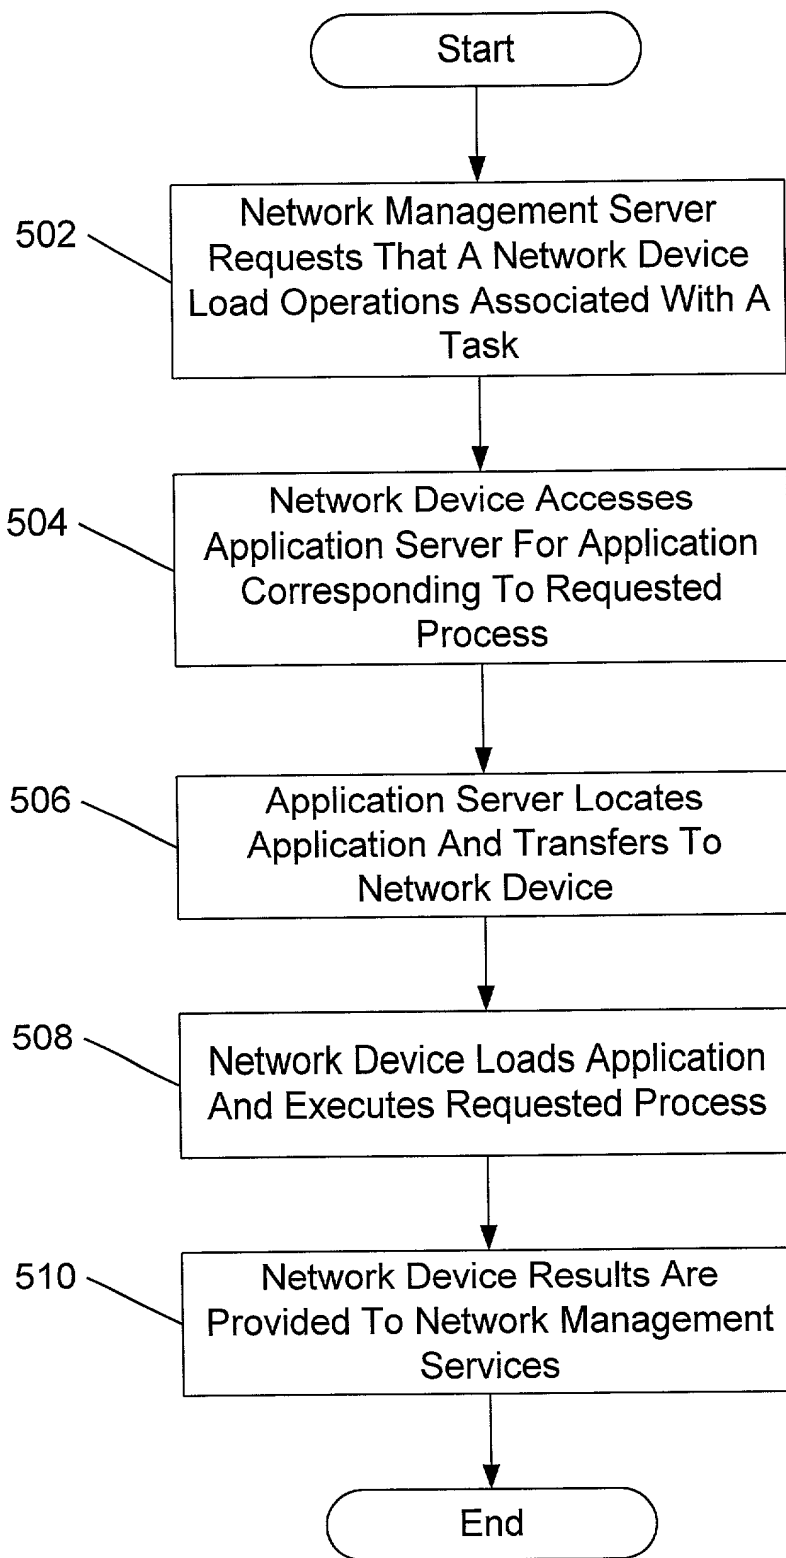 Start
502
Network Management Server
Requests That A Network Device
Load Operations Associated With A
Task
504
Network Device Accesses
Application Server For Application
Corresponding To Requested
Process
506
Application Server Locates
Application And Transfers To
Network Device
508
Network Device Loads Application
And Executes Requested Process
510
Network Device Results Are
Provided To Network Management
Services
End